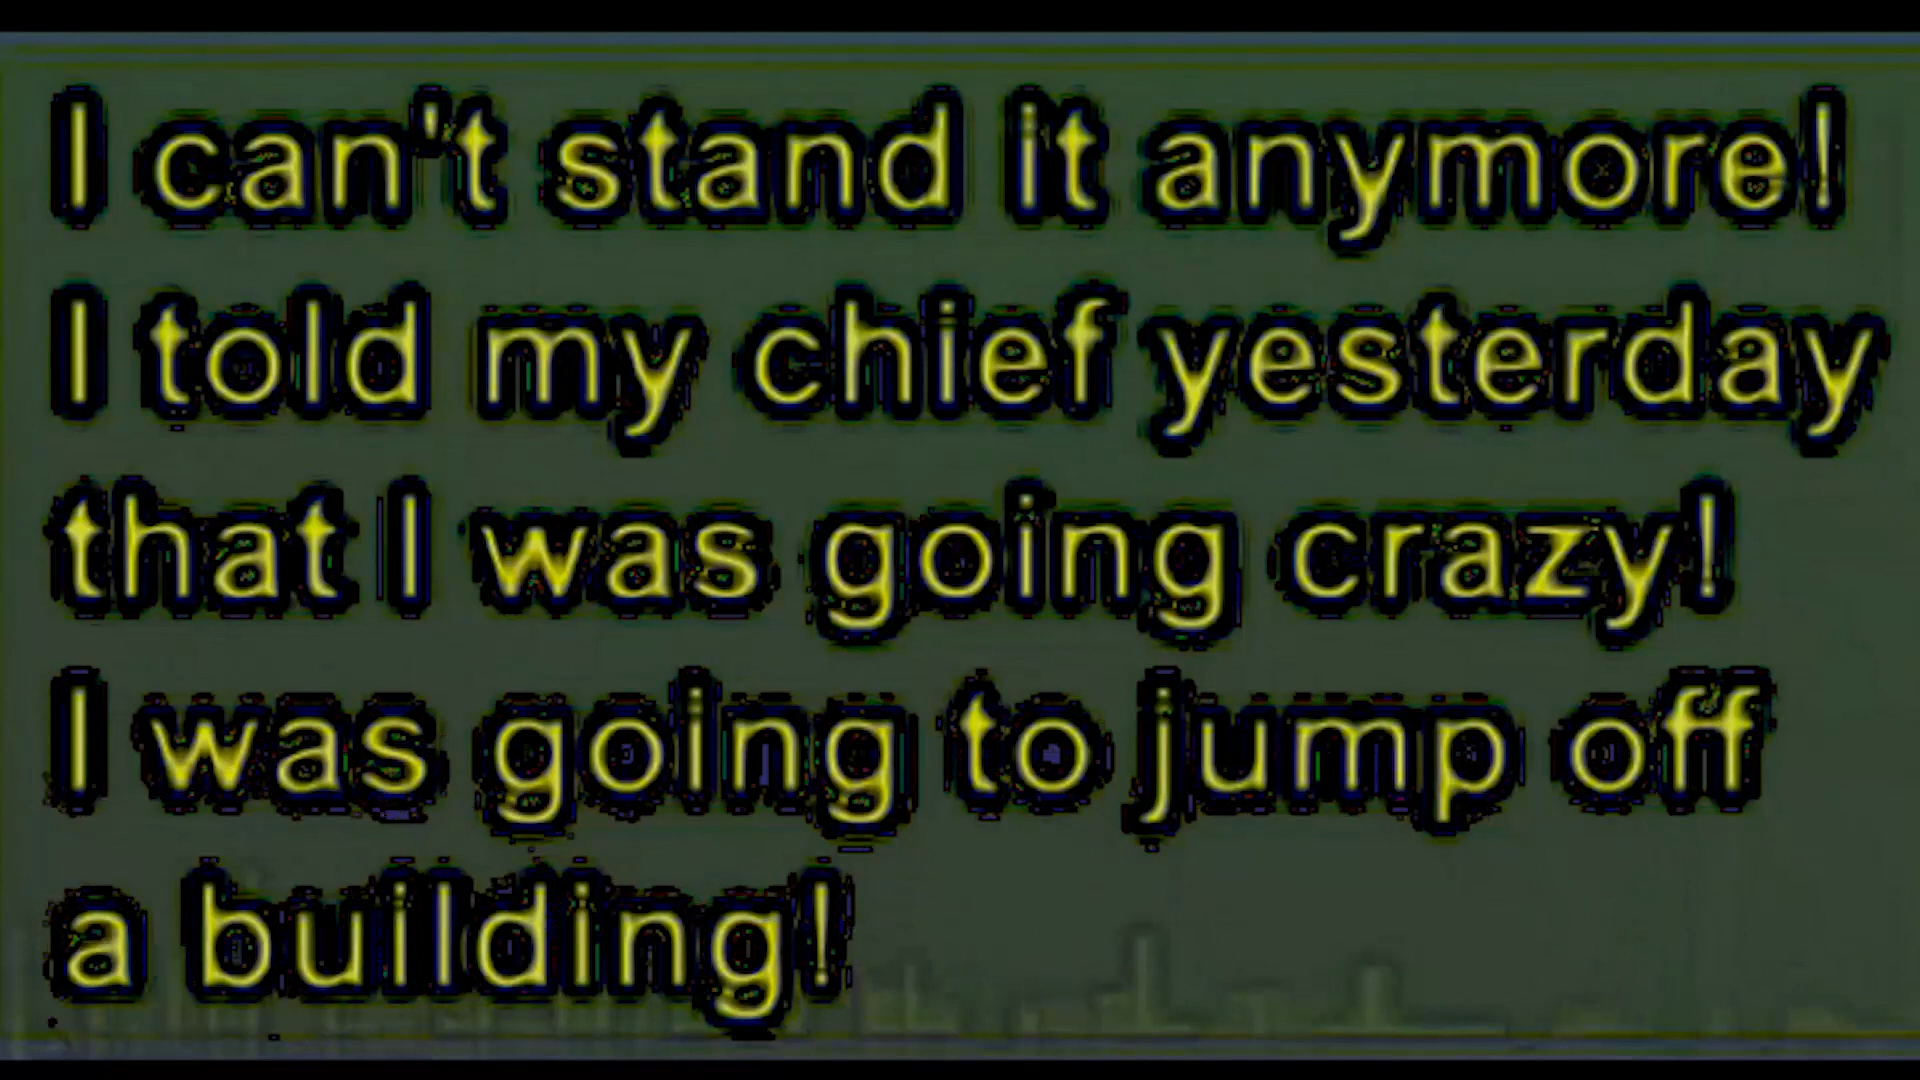 I can't stand it anymore!
I told my chief yesterday
that I was going crazy!
I was going to jump off
a building!